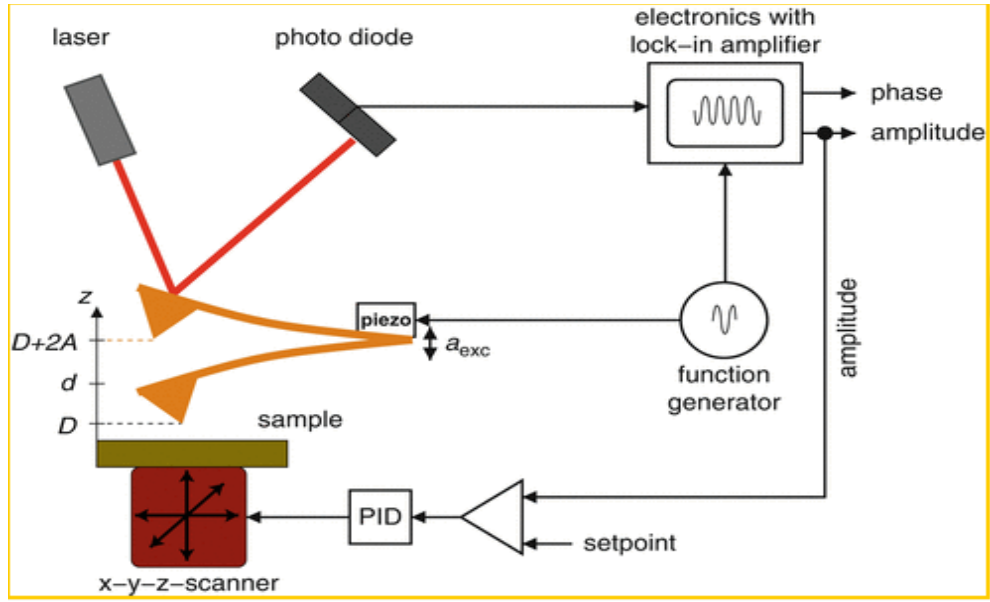 electronics with
lock–in amplifier
laser
photo diode
phase
amplitude
z
piezo
D+2A
a_exc
amplitude
d
function
generator
D
sample
PID
setpoint
x–y–z–scanner